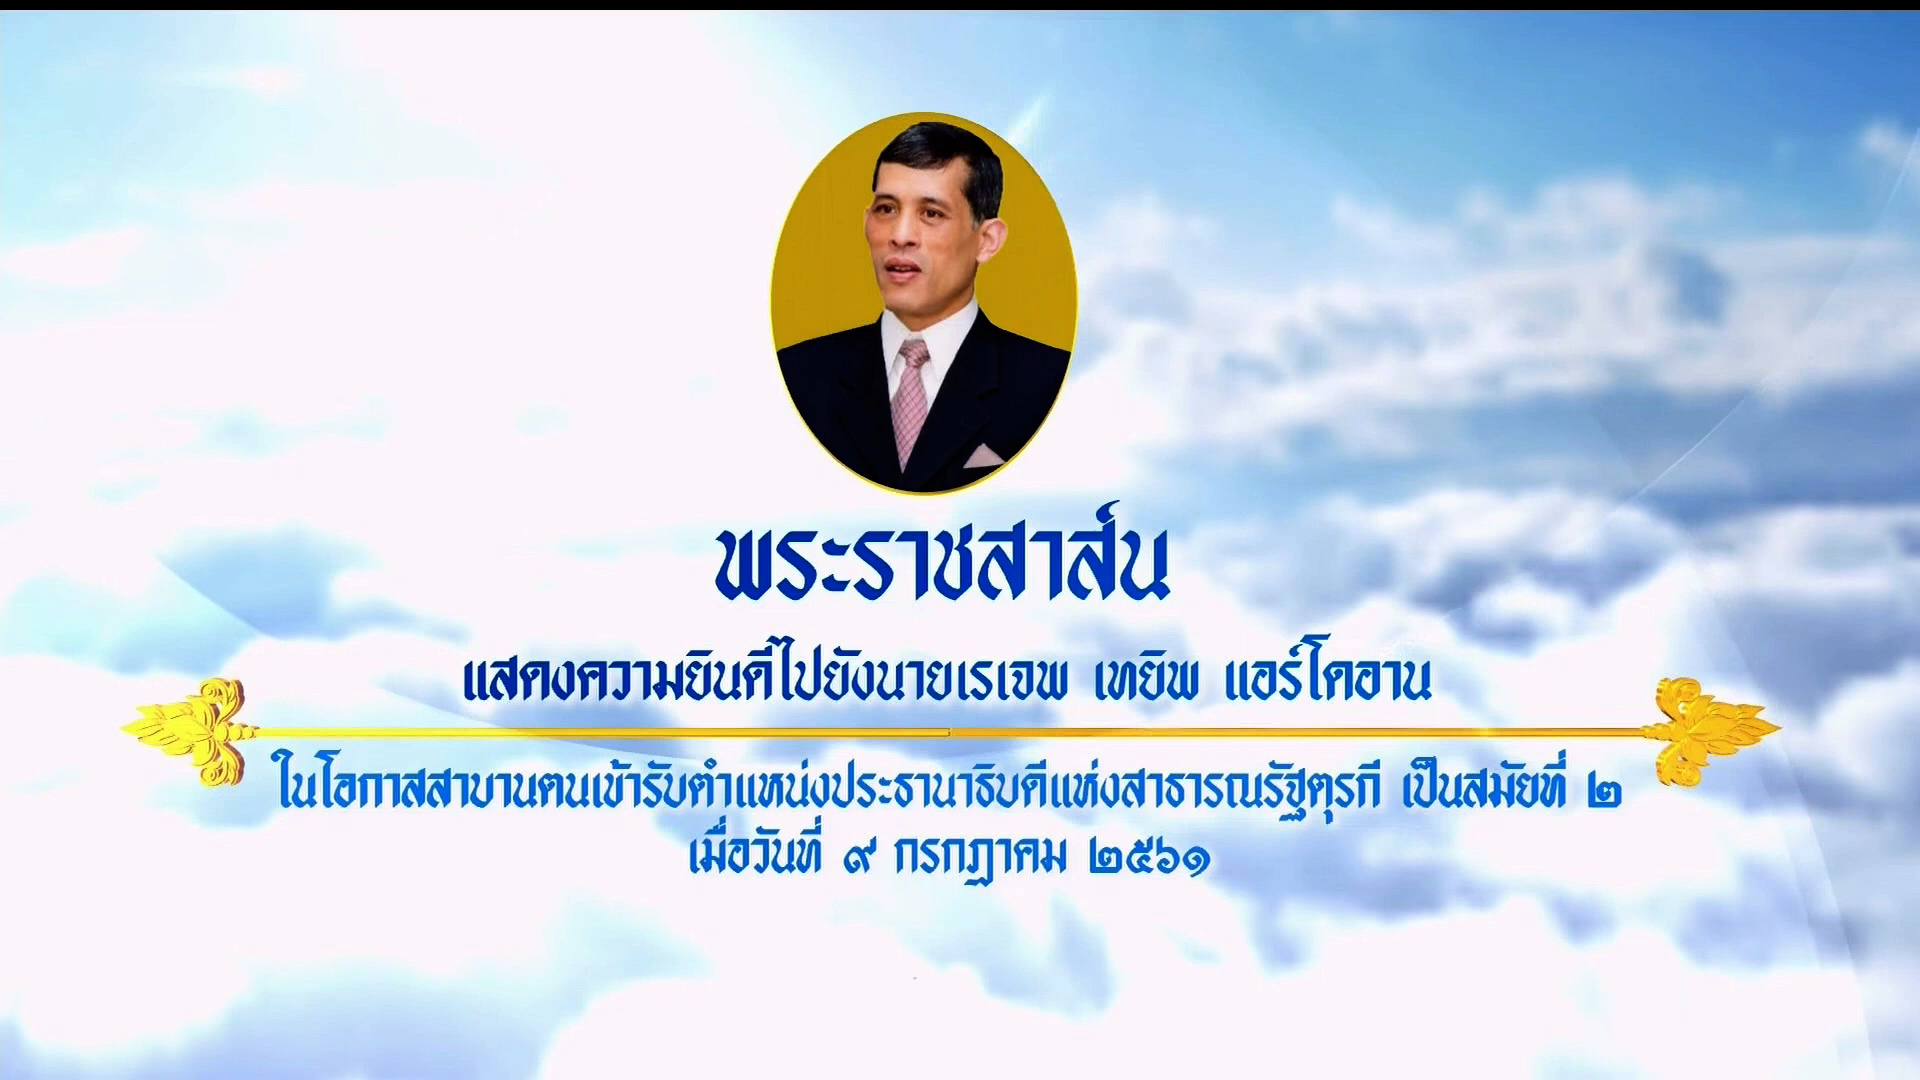 พระราชสาส์น
แสดงความยินดีไปยังนายเรเจพ เทยิพ แอร์โดอาน
ในโอกาสสาบานตนเข้ารับตำแหน่งประธานาธิบดีแห่งสาธารณรัฐตุรกี เป็นสมัยที่ ๒
เมื่อวันที่ ๙ กรกฎาคม ๒๕๖๑